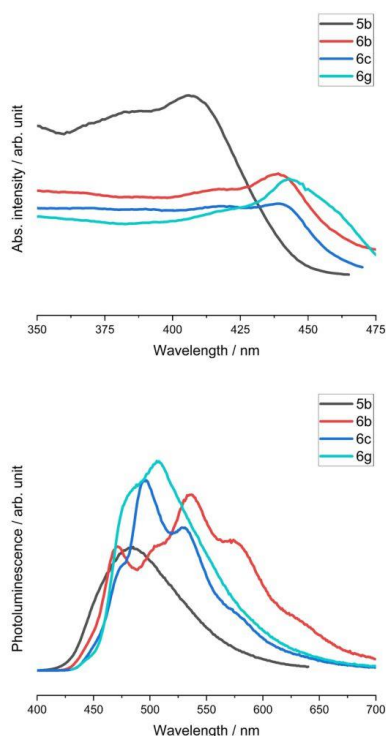 5b
6b
6c
6g
Abs. intensity / arb. unit
350 375 400 425 450 475
Wavelength / nm
5b
6b
6c
6g
Photoluminescence / arb. unit
400 450 500 550 600 650 700
Wavelength / nm